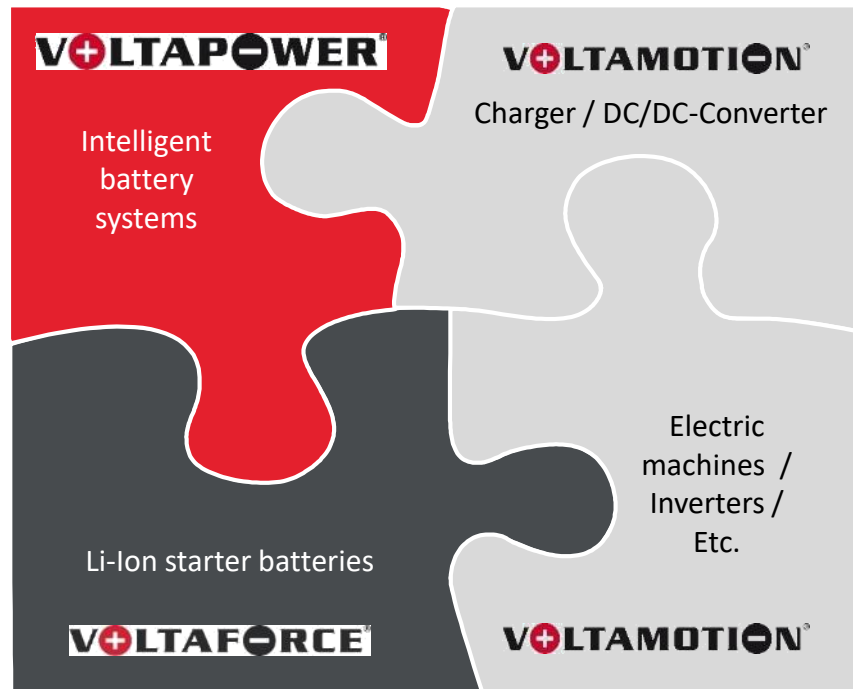 VOLTAPOWER®
Intelligent
battery
systems
VOLTAMOTION®
Charger / DC/DC-Converter
Li-Ion starter batteries
VOLTAFORCE®
Electric
machines /
Inverters /
Etc.
VOLTAMOTION®